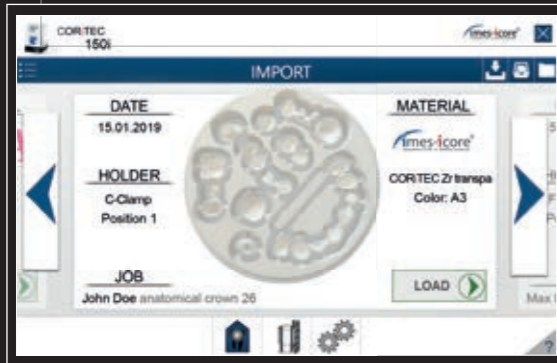 CORiTEC
150i
imes-icore®
IMPORT
DATE
15.01.2019
HOLDER
C-Clamp
Position 1
JOB
John Doe anatomical crown 26
MATERIAL
imes-icore®
CORiTEC Zr transpa
Color: A3
LOAD
Max
?